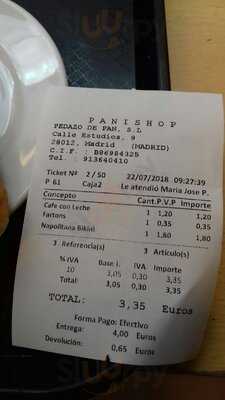 PANISHOP
PEDAZO DE PAN, S.L
Calle Estudios, 9
28012, Madrid (MADRID)
C.I.F. : B86984325
Tel. : 913640410
Ticket Nº 2 / 50 22/07/2018 09:27:39
P 61 Caja2 Le atendió Maria Jose P.
Concepto Cant. P.V.P Importe
Cafe con Leche 1 1,20 1,20
Fartons 1 0,35 0,35
Napolitana Bikini 1 1,80 1,80
3 Referencia(s) 3 Artículo(s)
% IVA Base I. IVA Importe
10 3,05 0,30 3,35
Total: 3,05 0,30 3,35
TOTAL: 3,35 Euros
Forma Pago: Efectivo
Entrega: 4,00 Euros
Devolución: 0,65 Euros